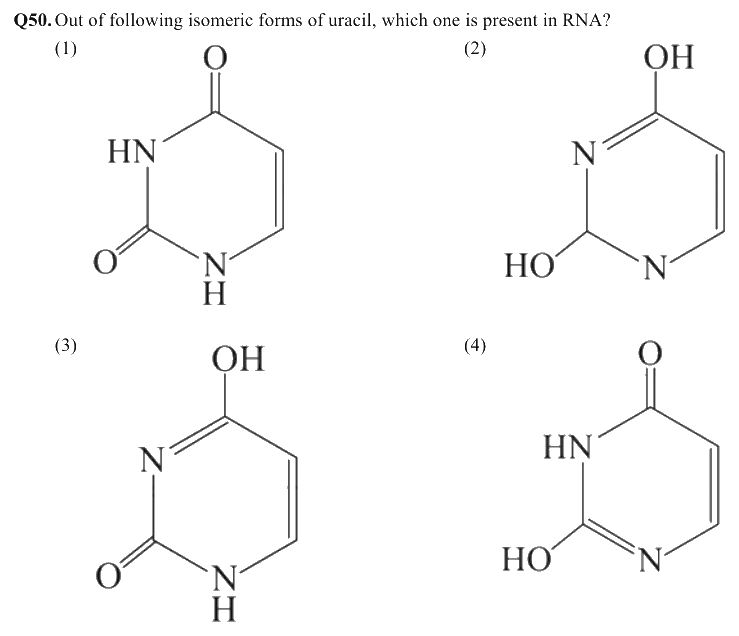 Q50. Out of following isomeric forms of uracil, which one is present in RNA?
(1)
O
HN
O
N
H
(2)
OH
N
HO
N
(3)
OH
N
O
N
H
(4)
O
HN
HO
N